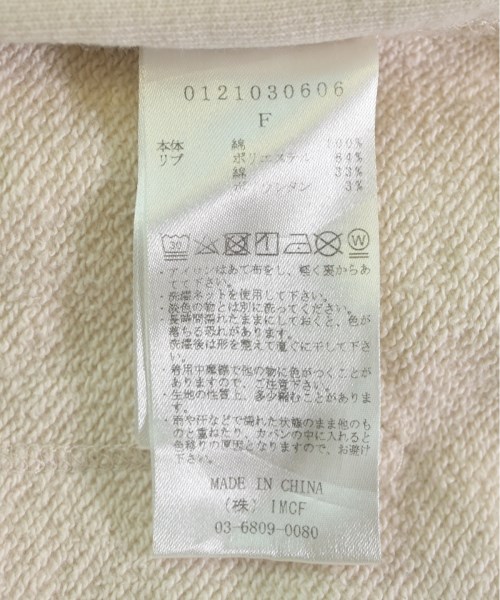 0121030606
F
本体 綿 100%
リブ ポリエステル 64%
綿 33%
ポリウレタン 3%
30 W
・アイロンはあて布をし、軽く裏からあ
てて下さい。
・洗濯ネットを使用して下さい。
・淡色の物とは別に洗ってください。
・長時間濡れたままにしておくと、色が
落ちる恐れがあります。
洗濯後は形を整えて直ぐに干して下さ
い。
・着用中摩擦で他の物に色がつくことが
ありますので、ご注意下さい。
・生地の性質上、多少縮むことがありま
す。
・雨や汗などで濡れた状態のまま他のも
のと重ねたり、カバンの中に入れると
色移りの原因となりますので、お避け
下さい。
MADE IN CHINA
(株) IMCF
03-6809-0080